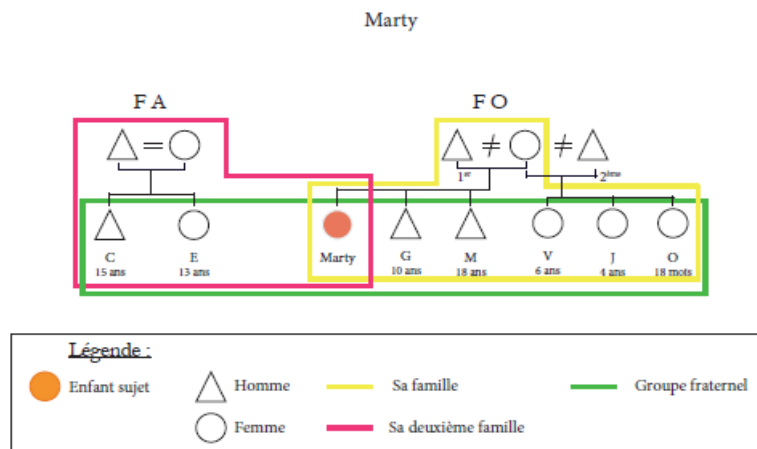 Marty
F A F O
= ≠ ≠
1er 2ème
C E Marty G M V J O
15 ans 13 ans 10 ans 18 ans 6 ans 4 ans 18 mots
Légende :
Enfant sujet Homme Sa famille Groupe fraternel
Femme Sa deuxième famille